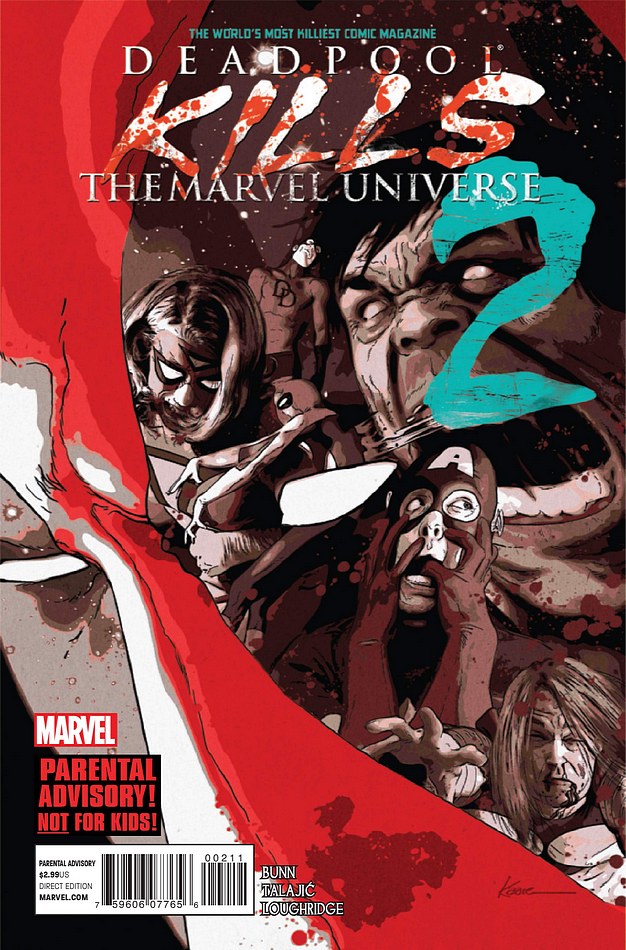 THE WORLD'S MOST KILLIEST COMIC MAGAZINE
DEADPOOL®
KILLS
THE MARVEL UNIVERSE
2
DD
A
MARVEL
PARENTAL
ADVISORY!
NOT FOR KIDS!
PARENTAL ADVISORY
$2.99US
DIRECT EDITION
MARVEL.COM
00211
7 59606 07765 6
BUNN
TALAJIĆ
LOUGHRIDGE